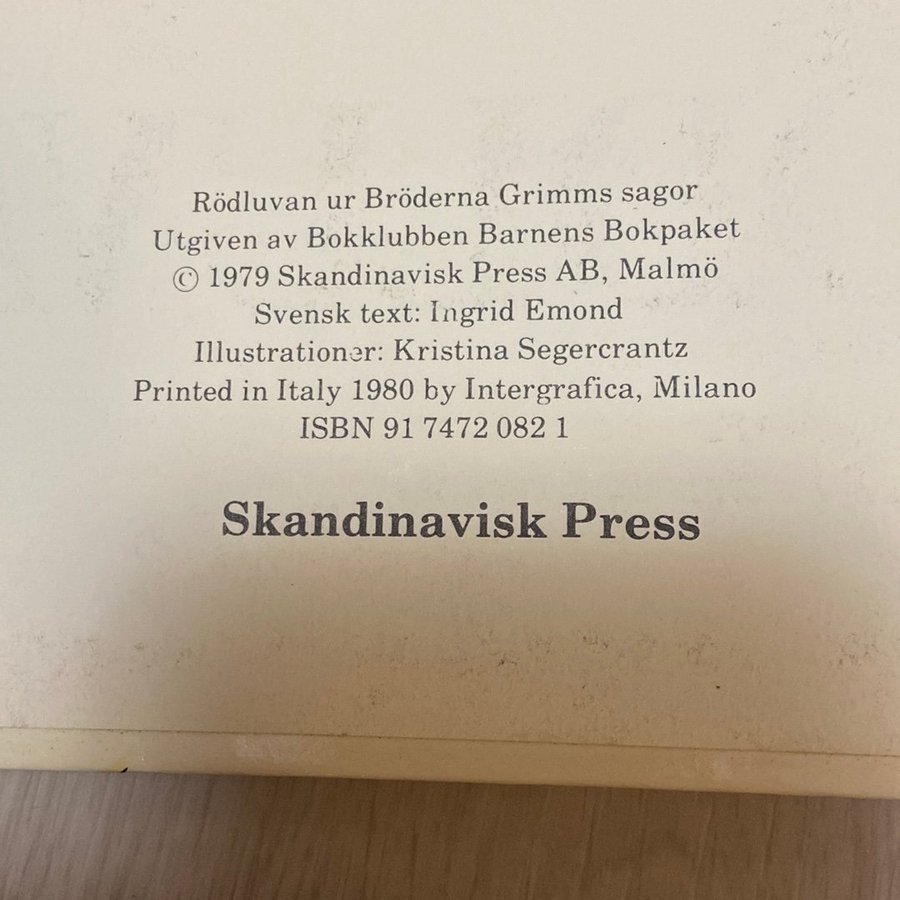 Rödluvan ur Bröderna Grimms sagor
Utgiven av Bokklubben Barnens Bokpaket
© 1979 Skandinavisk Press AB, Malmö
Svensk text: Ingrid Emond
Illustrationer: Kristina Segercrantz
Printed in Italy 1980 by Intergrafica, Milano
ISBN 91 7472 082 1
Skandinavisk Press